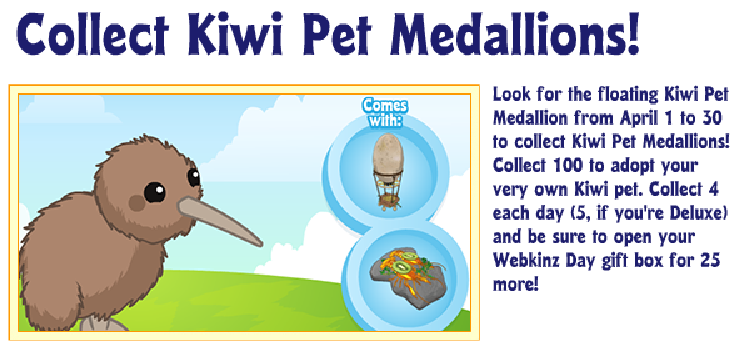 Collect Kiwi Pet Medallions!
Comes
with:
Look for the floating Kiwi Pet
Medallion from April 1 to 30
to collect Kiwi Pet Medallions!
Collect 100 to adopt your
very own Kiwi pet. Collect 4
each day (5, if you're Deluxe)
and be sure to open your
Webkinz Day gift box for 25
more!